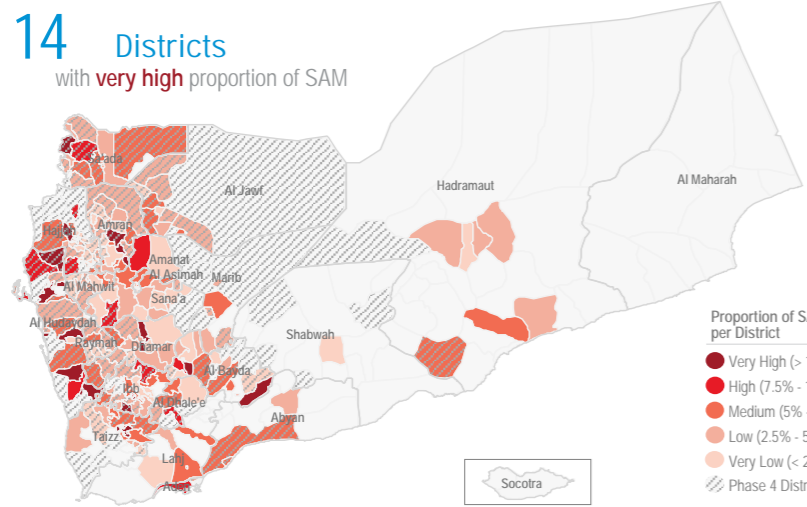 14 Districts
with very high proportion of SAM
Sa'ada
Al Jawf
Hadramaut
Al Maharah
Hajjah
Amran
Amanat
Al Asimah
Marib
Al Mahwit
Sana'a
Al Hudaydah
Shabwah
Raymah
Dhamar
Al Bayda
Ibb
Al Dhale'e
Abyan
Taizz
Lahj
Aden
Socotra
Proportion of S
per District
Very High (>
High (7.5% -
Medium (5%
Low (2.5% - 5
Very Low (< 2
Phase 4 Distr